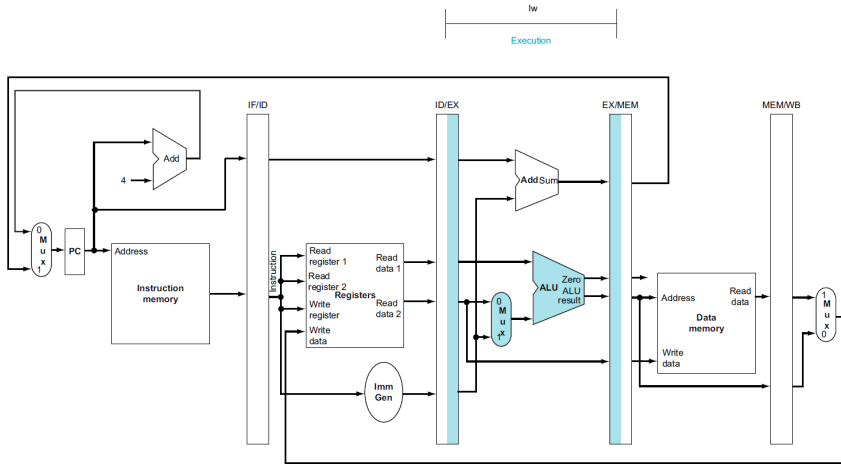 lw
Execution
IF/ID
ID/EX
EX/MEM
MEM/WB
Add
4
Add Sum
0
M
u
x
1
PC
Address
Instruction
memory
Instruction
Read
register 1
Read
register 2
Write
register
Write
data
Registers
Read
data 1
Read
data 2
Imm
Gen
0
M
u
x
1
ALU
Zero
ALU
result
Address
Write
data
Read
data
Data
memory
1
M
u
x
0